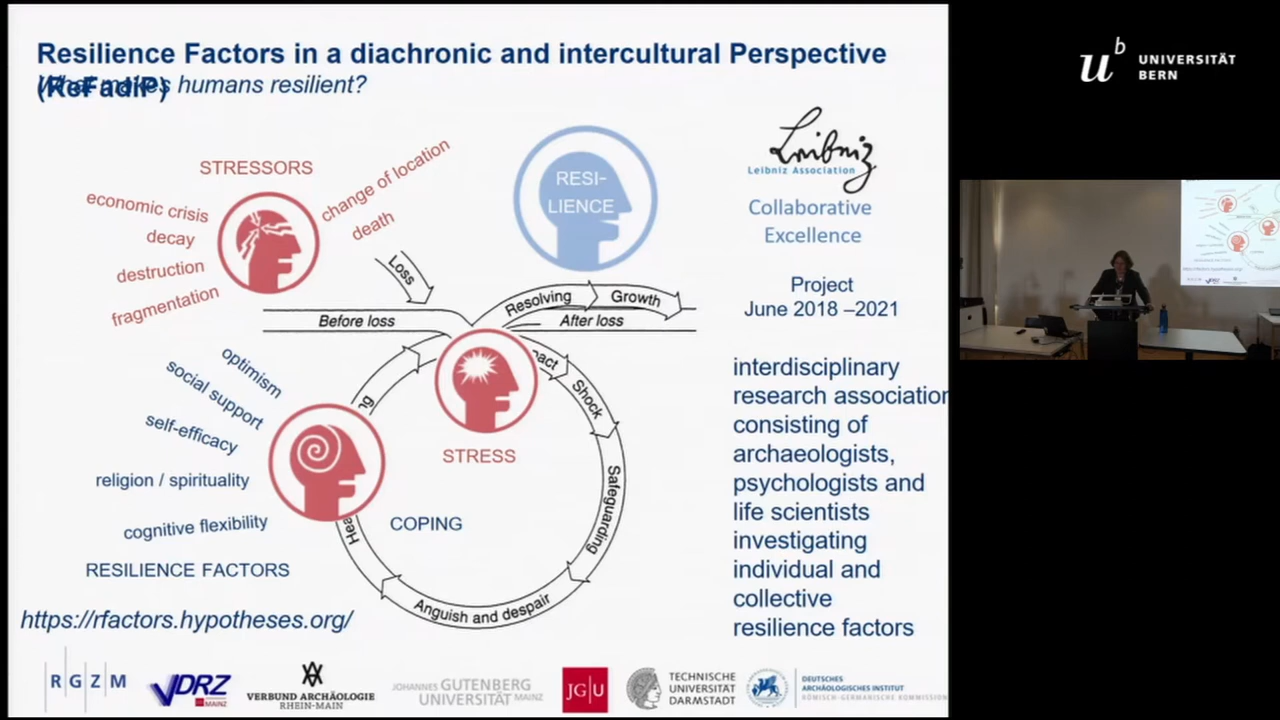 Resilience Factors in a diachronic and intercultural Perspective
(ReFadiP)
What makes humans resilient?
STRESSORS
economic crisis
decay
destruction
fragmentation
change of location
death
RESI-
LIENCE
Leibniz
Leibniz Association
Collaborative
Excellence
Project
June 2018 –2021
Loss
Before loss
Resolving
Growth
After loss
Shock
Safeguarding
Anguish and despair
STRESS
COPING
optimism
social support
self-efficacy
religion / spirituality
cognitive flexibility
RESILIENCE FACTORS
https://rfactors.hypotheses.org/
interdisciplinary
research association
consisting of
archaeologists,
psychologists and
life scientists
investigating
individual and
collective
resilience factors
RGZM
VDRZ
MAINZ
VERBUND ARCHÄOLOGIE
RHEIN-MAIN
JOHANNES GUTENBERG
UNIVERSITÄT MAINZ
JG|U
TECHNISCHE
UNIVERSITÄT
DARMSTADT
DEUTSCHES
ARCHÄOLOGISCHES INSTITUT
RÖMISCH-GERMANISCHE KOMMISSION
u b
UNIVERSITÄT
BERN